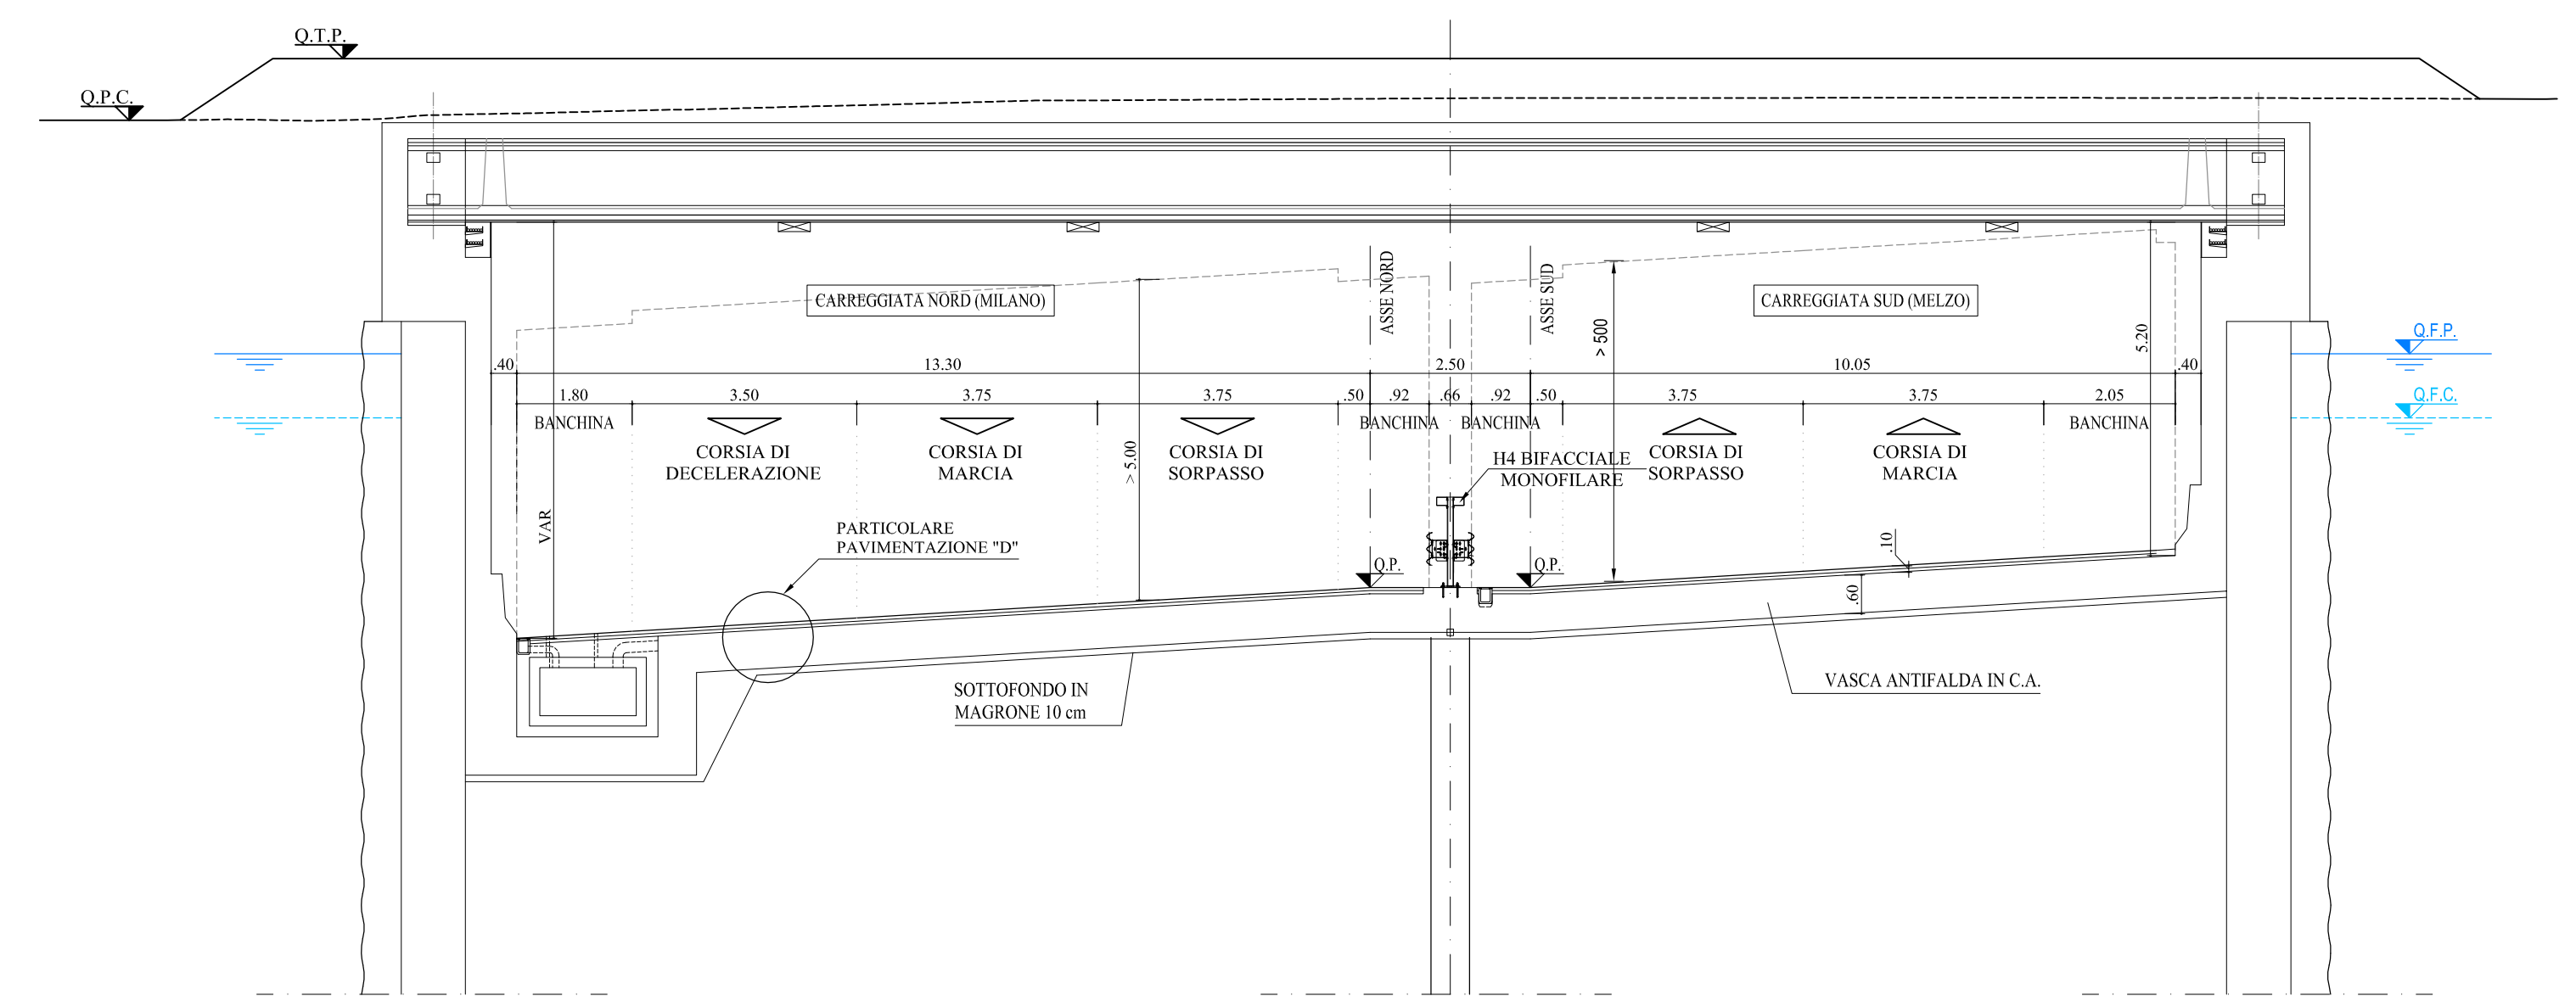 Q.T.P.
Q.P.C.
ASSE NORD
ASSE SUD
CARREGGIATA NORD (MILANO)
CARREGGIATA SUD (MELZO)
> 500
5.20
Q.F.P.
.40
13.30
2.50
10.05
.40
1.80
3.50
3.75
3.75
.50
.92
.66
.92
.50
3.75
3.75
2.05
Q.F.C.
BANCHINA
BANCHINA
BANCHINA
BANCHINA
CORSIA DI
DECELERAZIONE
CORSIA DI
MARCIA
> 5.00
CORSIA DI
SORPASSO
H4 BIFACCIALE
MONOFILARE
CORSIA DI
SORPASSO
CORSIA DI
MARCIA
VAR
PARTICOLARE
PAVIMENTAZIONE "D"
.10
Q.P.
Q.P.
.60
SOTTOFONDO IN
MAGRONE 10 cm
VASCA ANTIFALDA IN C.A.